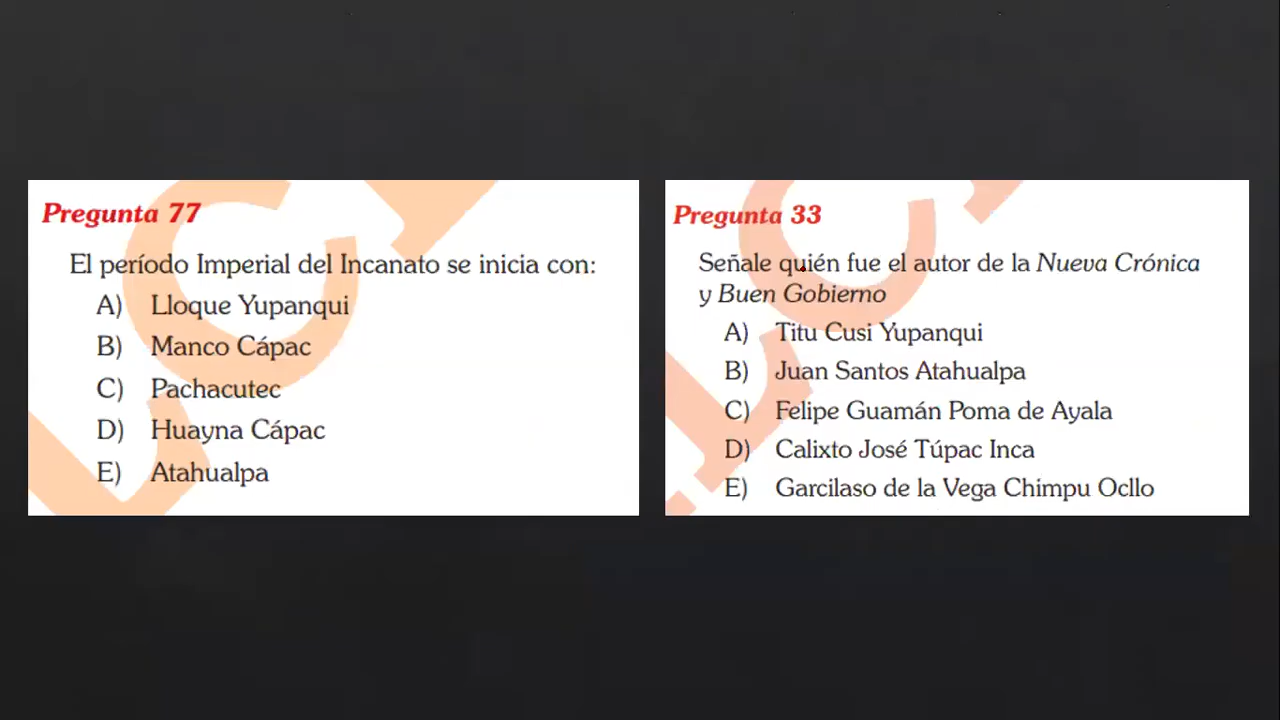 Pregunta 77
El período Imperial del Incanato se inicia con:
A) Lloque Yupanqui
B) Manco Cápac
C) Pachacutec
D) Huayna Cápac
E) Atahualpa
Pregunta 33
Señale quién fue el autor de la Nueva Crónica
y Buen Gobierno
A) Titu Cusi Yupanqui
B) Juan Santos Atahualpa
C) Felipe Guamán Poma de Ayala
D) Calixto José Túpac Inca
E) Garcilaso de la Vega Chimpu Ocllo